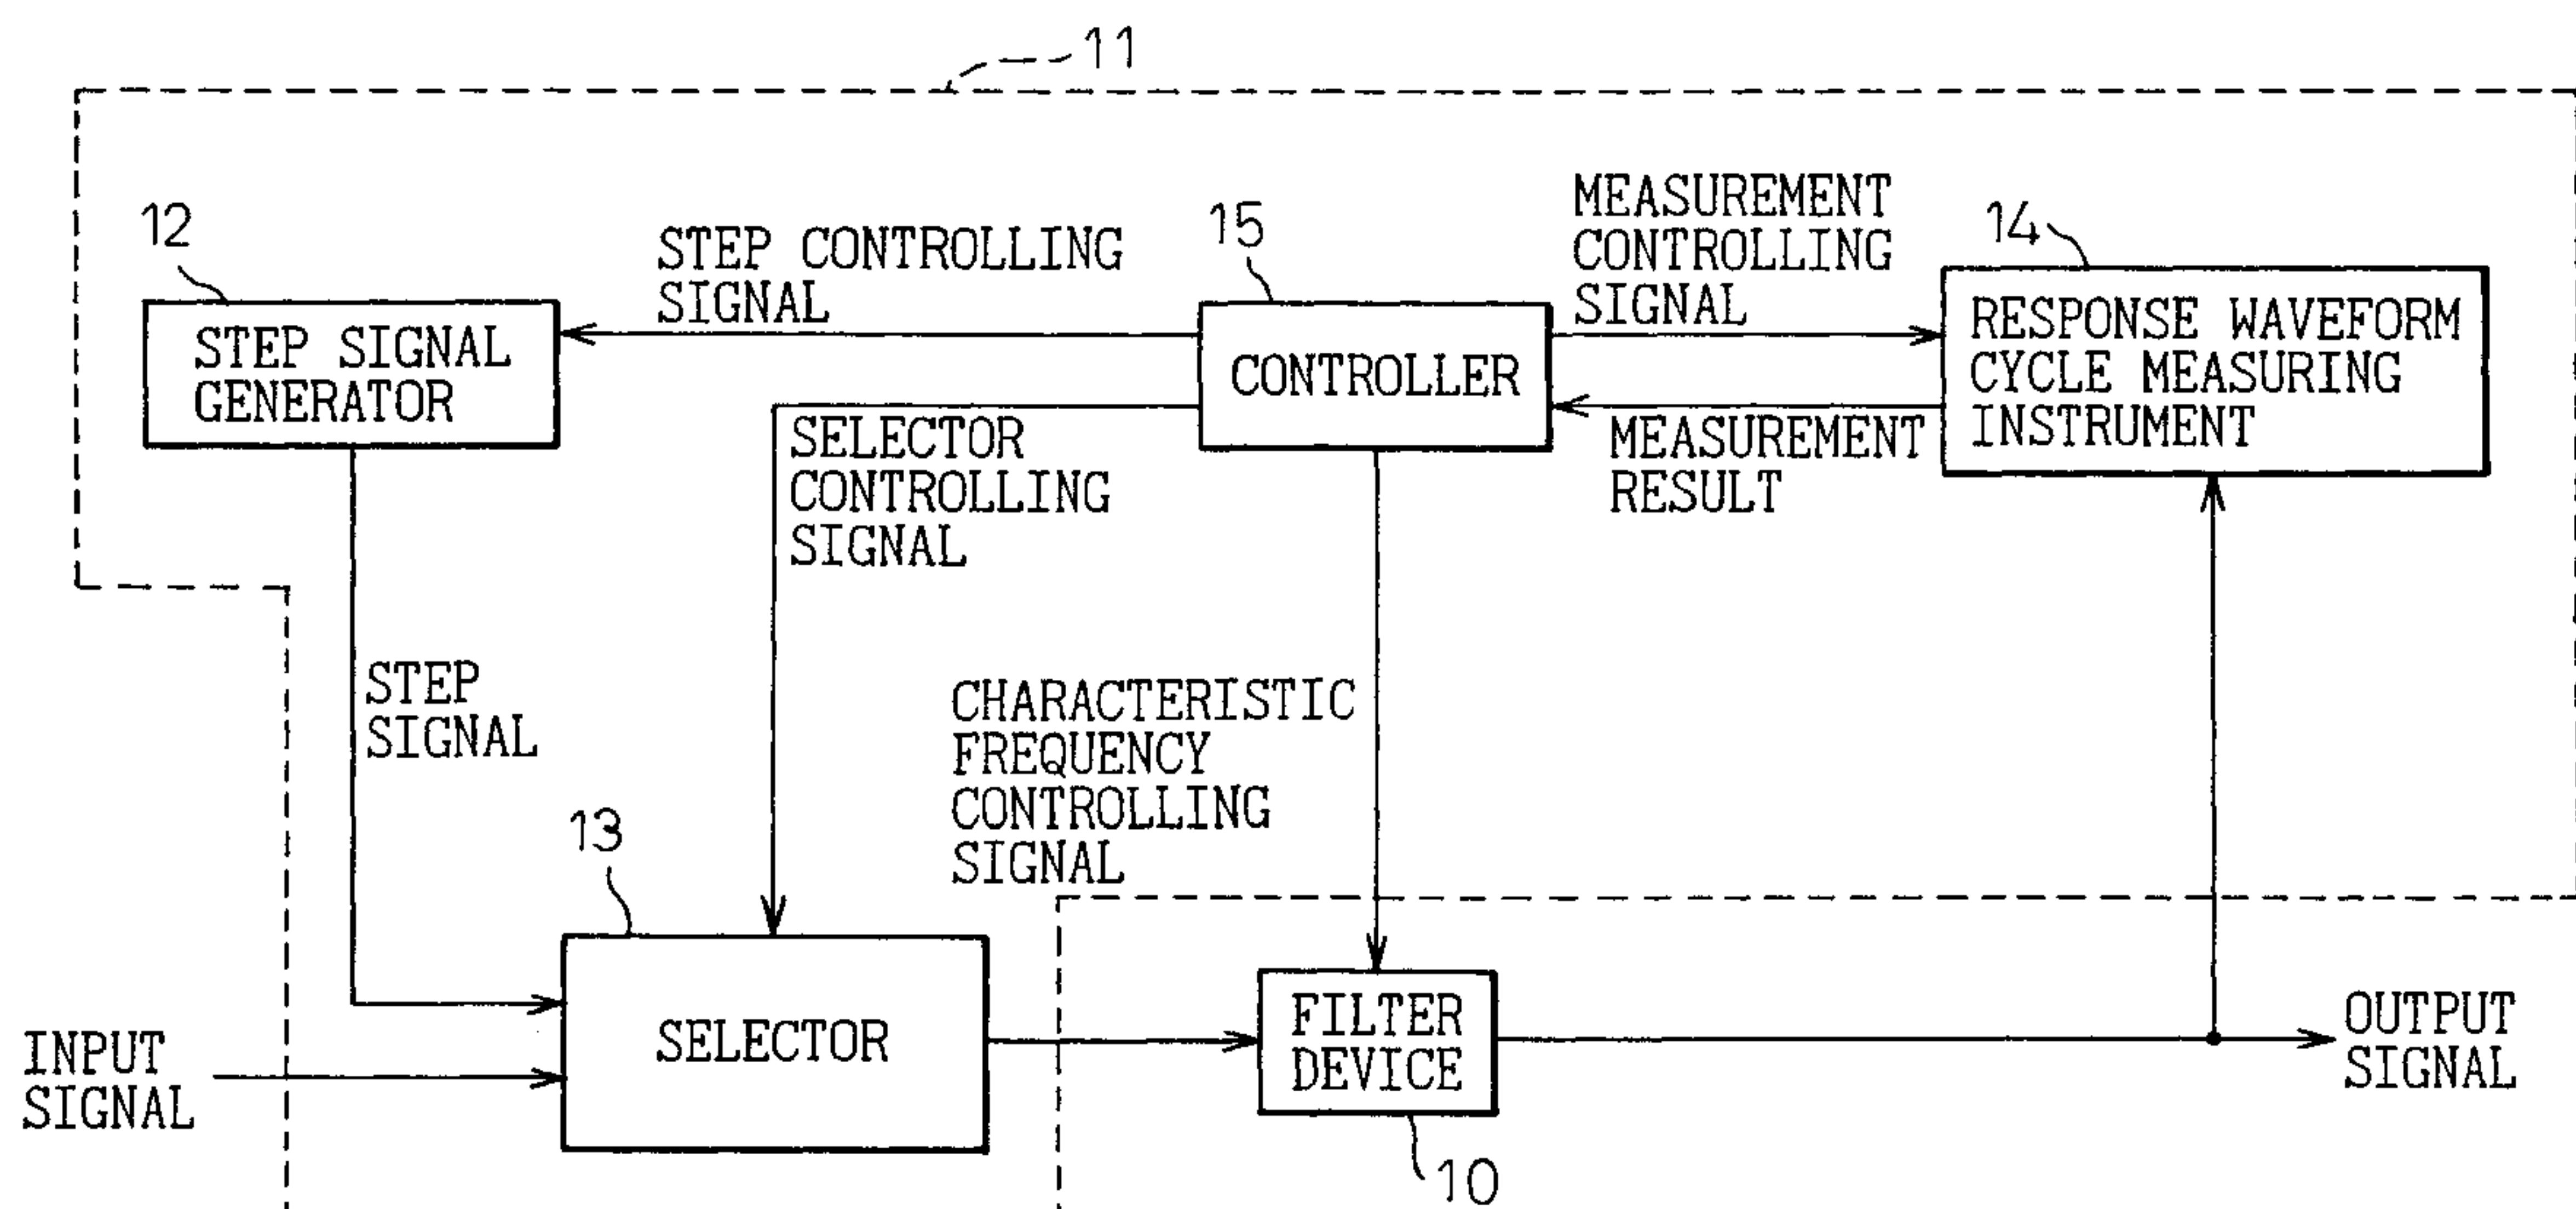 11
12
STEP SIGNAL
GENERATOR
STEP CONTROLLING
SIGNAL
15
CONTROLLER
MEASUREMENT
CONTROLLING
SIGNAL
14
RESPONSE WAVEFORM
CYCLE MEASURING
INSTRUMENT
MEASUREMENT
RESULT
SELECTOR
CONTROLLING
SIGNAL
STEP
SIGNAL
CHARACTERISTIC
FREQUENCY
CONTROLLING
SIGNAL
13
SELECTOR
INPUT
SIGNAL
FILTER
DEVICE
10
OUTPUT
SIGNAL